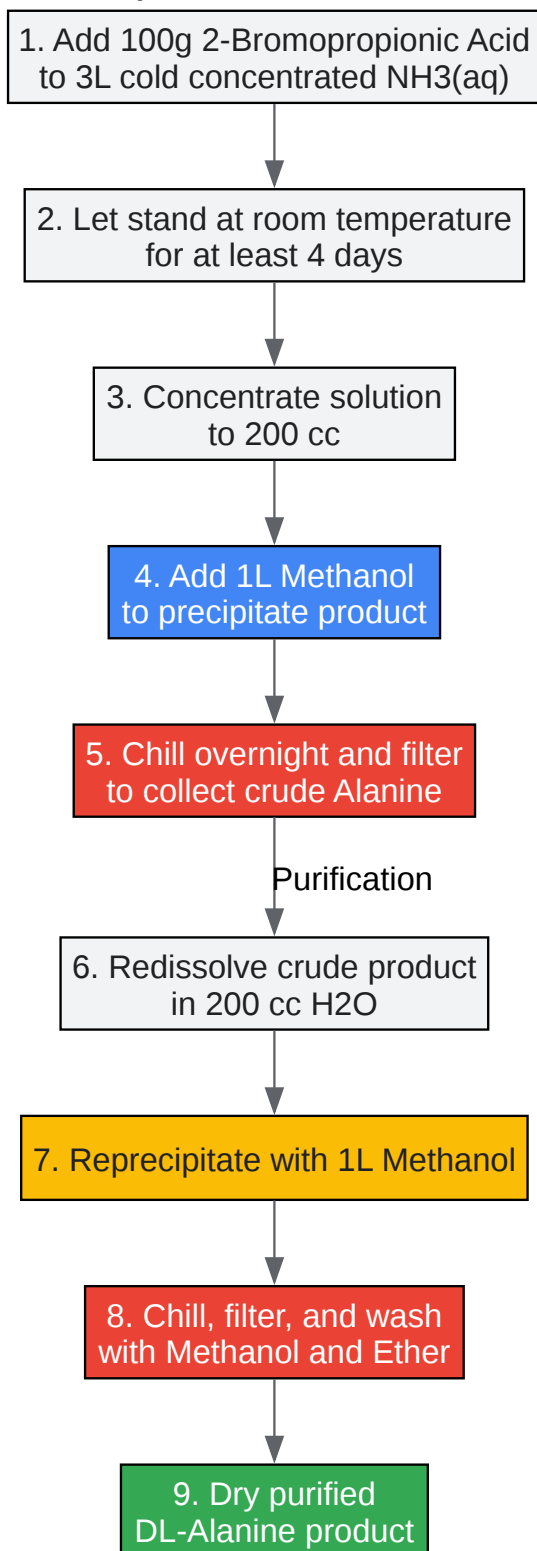 1. Add 100g 2-Bromopropionic Acid
to 3L cold concentrated NH3(aq)
2. Let stand at room temperature
for at least 4 days
3. Concentrate solution
to 200 cc
4. Add 1L Methanol
to precipitate product
5. Chill overnight and filter
to collect crude Alanine
Purification
6. Redissolve crude product
in 200 cc H2O
7. Reprecipitate with 1L Methanol
8. Chill, filter, and wash
with Methanol and Ether
9. Dry purified
DL-Alanine product